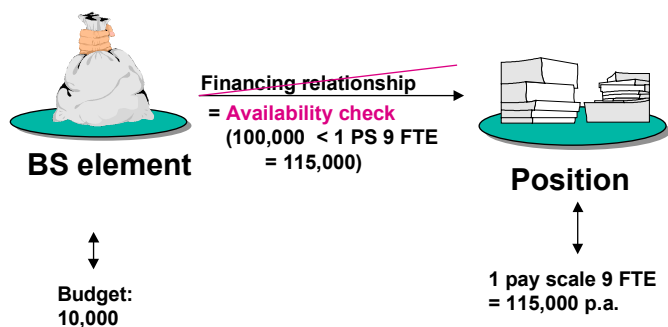 Financing relationship
= Availability check
(100,000 < 1 PS 9 FTE
= 115,000)
BS element
Position
Budget:
10,000
1 pay scale 9 FTE
= 115,000 p.a.